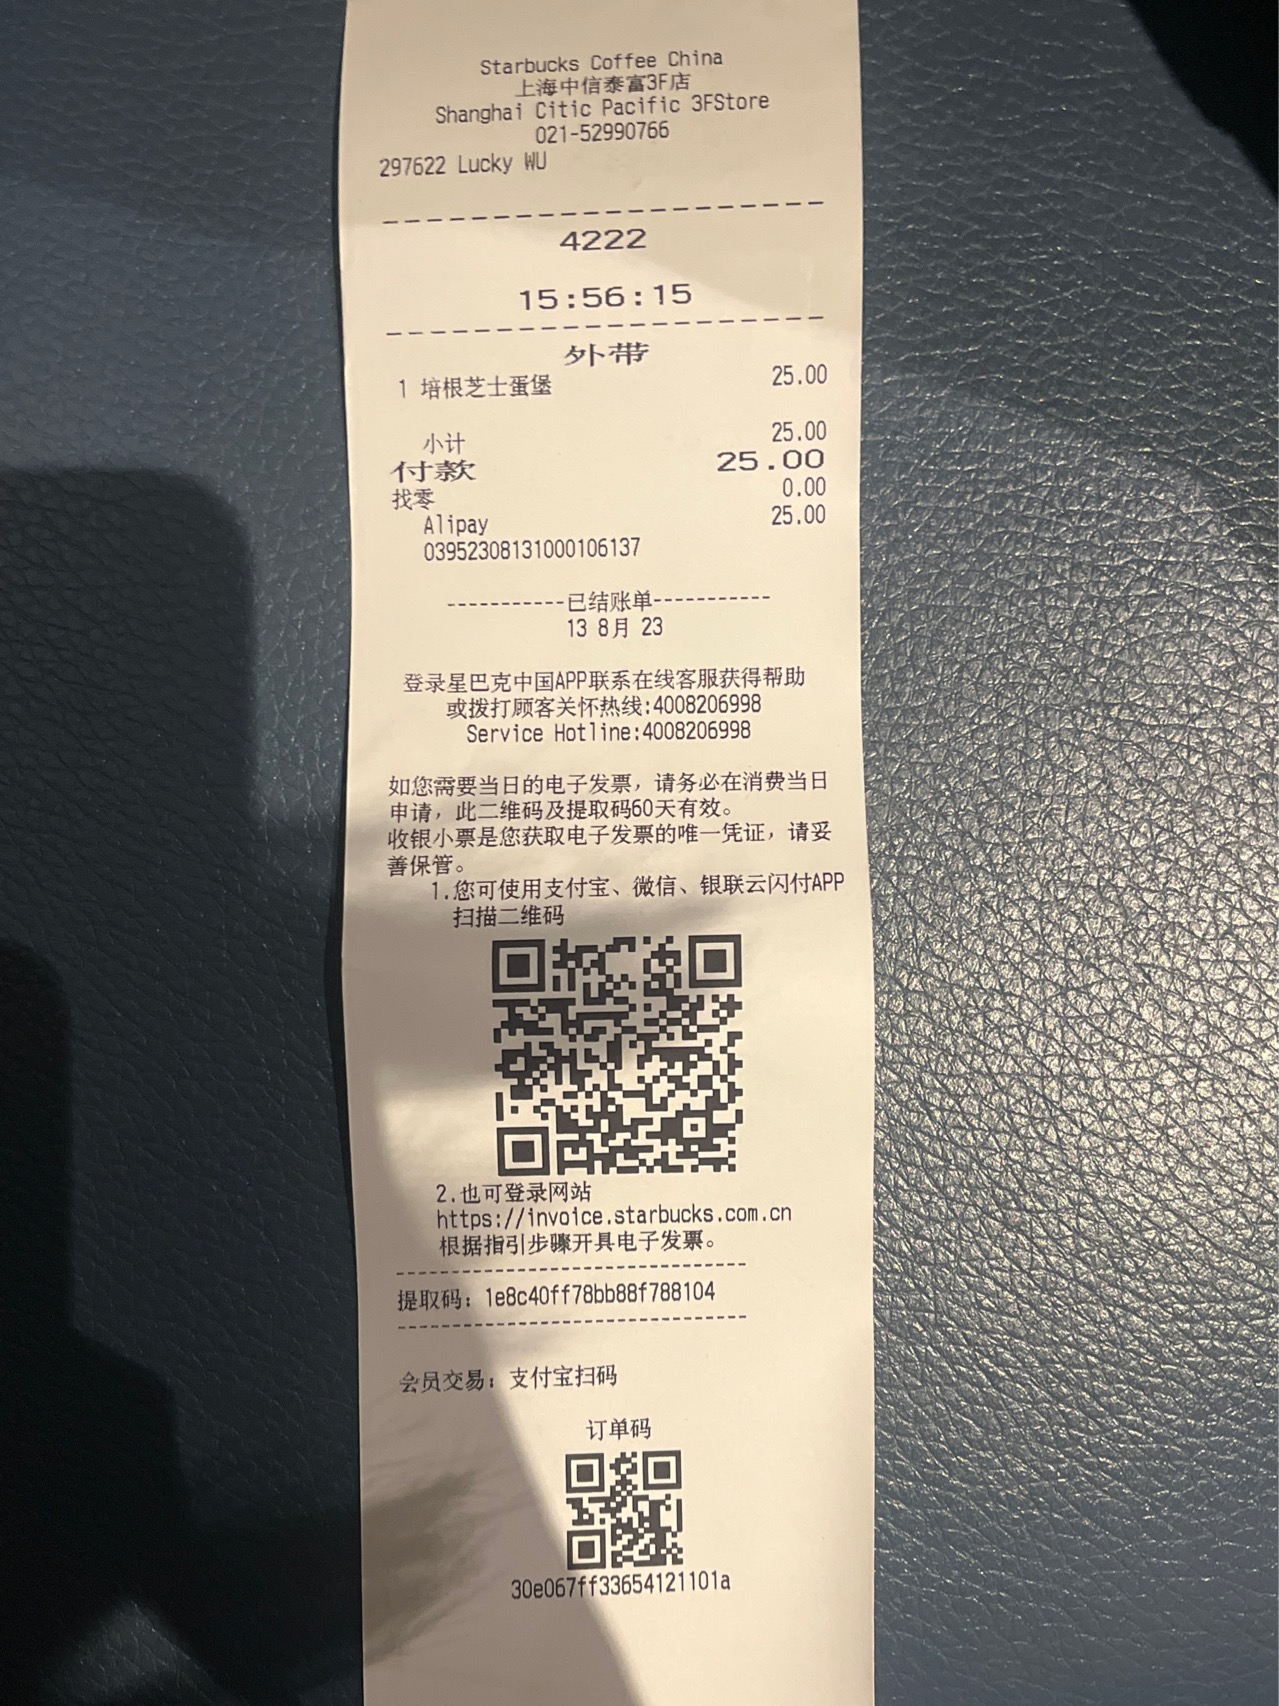 Starbucks Coffee China
上海中信泰富3F店
Shanghai Citic Pacific 3FStore
021-52990766
297622 Lucky WU
4222
15:56:15
外带
1 培根芝士蛋堡 25.00
小计 25.00
付款 25.00
找零 0.00
Alipay 25.00
03952308131000106137
-----------已结账单-----------
13 8月 23
登录星巴克中国APP联系在线客服获得帮助
或拨打顾客关怀热线:4008206998
Service Hotline:4008206998
如您需要当日的电子发票，请务必在消费当日
申请，此二维码及提取码60天有效。
收银小票是您获取电子发票的唯一凭证，请妥
善保管。
1.您可使用支付宝、微信、银联云闪付APP
扫描二维码
2.也可登录网站
https://invoice.starbucks.com.cn
根据指引步骤开具电子发票。
提取码：1e8c40ff78bb88f788104
会员交易：支付宝扫码
订单码
30e067ff33654121101a